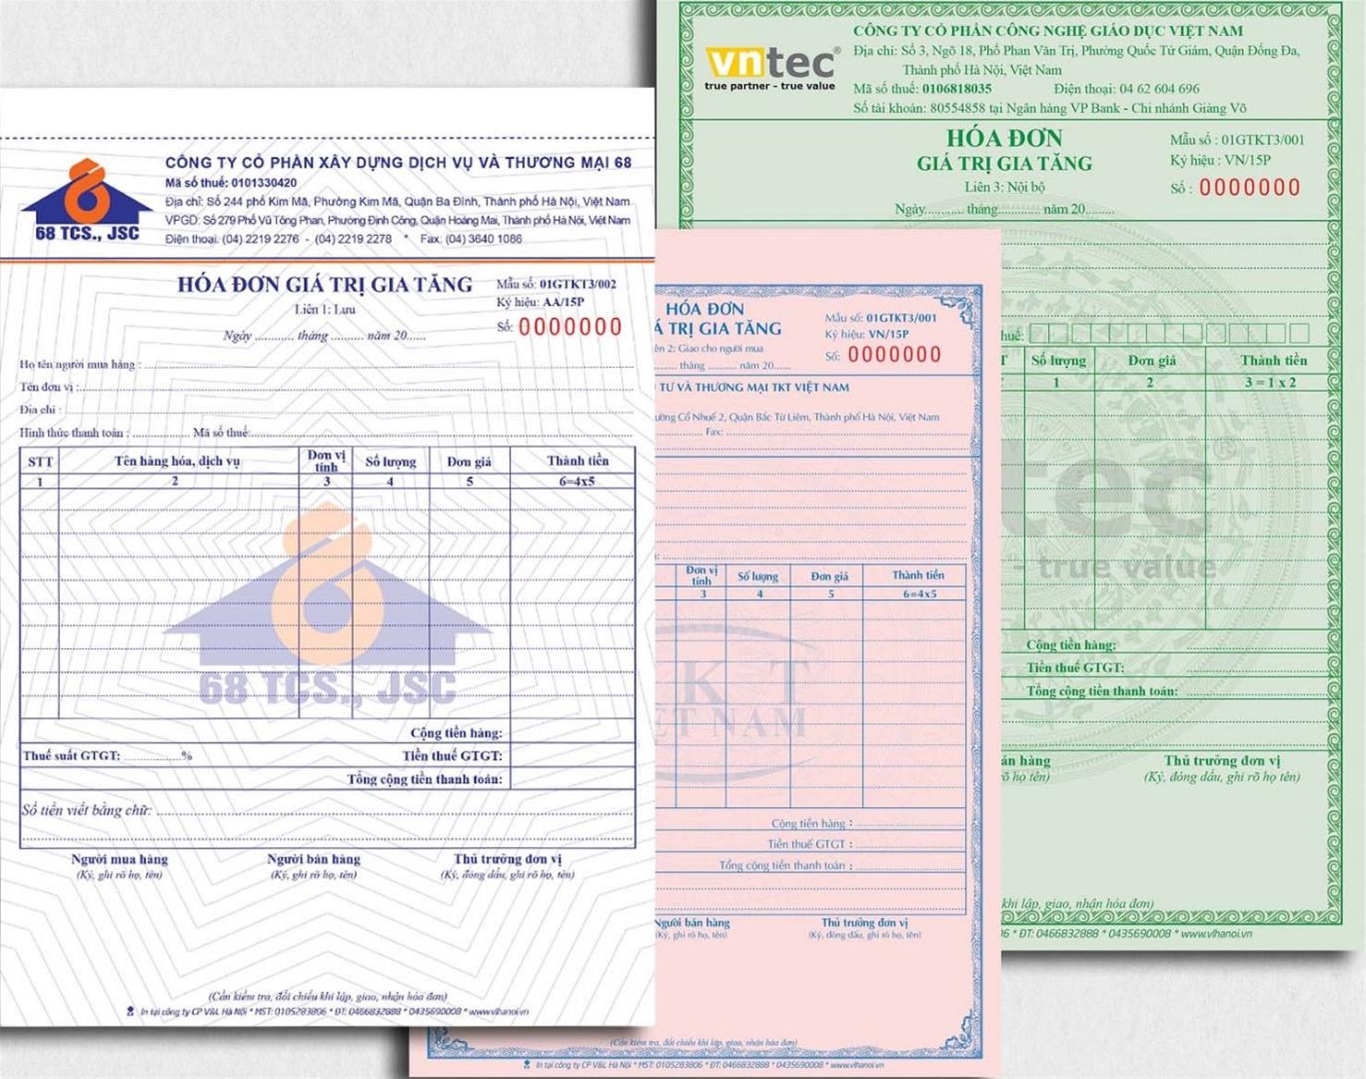 CÔNG TY CỔ PHẦN XÂY DỰNG DỊCH VỤ VÀ THƯƠNG MẠI 68
Mã số thuế: 0101330420
Địa chỉ: Số 244 phố Kim Mã, Phường Kim Mã, Quận Ba Đình, Thành phố Hà Nội, Việt Nam
VPGD: Số 279 Phố Vũ Tông Phan, Phường Định Công, Quận Hoàng Mai, Thành phố Hà Nội, Việt Nam
Điện thoại: (04) 2219 2276 - (04) 2219 2278 * Fax: (04) 3640 1086
68 TCS., JSC
HÓA ĐƠN GIÁ TRỊ GIA TĂNG
Liên 1: Lưu
Ngày ............ tháng .......... năm 20......
Mẫu số: 01GTKT3/002
Ký hiệu: AA/15P
Số: 0000000
Họ tên người mua hàng :
Tên đơn vị :
Địa chỉ :
Hình thức thanh toán : ................ Mã số thuế:
STT Tên hàng hóa, dịch vụ Đơn vị tính Số lượng Đơn giá Thành tiền
1 2 3 4 5 6=4x5
68 TCS., JSC
Cộng tiền hàng:
Thuế suất GTGT: ................% Tiền thuế GTGT:
Tổng cộng tiền thanh toán:
Số tiền viết bằng chữ:
Người mua hàng Người bán hàng Thủ trưởng đơn vị
(Ký, ghi rõ họ, tên) (Ký, ghi rõ họ, tên) (Ký, đóng dấu, ghi rõ họ, tên)
(Cần kiểm tra, đối chiếu khi lập, giao, nhận hóa đơn)
In tại công ty CP V&L Hà Nội * MST: 0105283806 * ĐT: 0466832888 * 0435690008 * www.vlhanoi.vn
HÓA ĐƠN
Á TRỊ GIA TĂNG
ên 2: Giao cho người mua
tháng .......... năm 20......
Mẫu số: 01GTKT3/001
Ký hiệu: VN/15P
Số: 0000000
TƯ VÀ THƯƠNG MẠI TKT VIỆT NAM
ường Cổ Nhuế 2, Quận Bắc Từ Liêm, Thành phố Hà Nội, Việt Nam
Fax:
Đơn vị tính Số lượng Đơn giá Thành tiền
3 4 5 6=4x5
KT
ỆT NAM
Cộng tiền hàng :
Tiền thuế GTGT :
Tổng cộng tiền thanh toán :
Người bán hàng Thủ trưởng đơn vị
(Ký, ghi rõ họ, tên) (Ký, đóng dấu, ghi rõ họ, tên)
(Cần kiểm tra, đối chiếu khi lập, giao, nhận hóa đơn)
In tại công ty CP V&L Hà Nội * MST: 0105283806 * ĐT: 0466832888 * 0435690008 * www.vlhanoi.vn
vntec®
true partner - true value
CÔNG TY CỔ PHẦN CÔNG NGHỆ GIÁO DỤC VIỆT NAM
Địa chỉ: Số 3, Ngõ 18, Phố Phan Văn Trị, Phường Quốc Tử Giám, Quận Đống Đa,
Thành phố Hà Nội, Việt Nam
Mã số thuế: 0106818035 Điện thoại: 04 62 604 696
Số tài khoản: 80554858 tại Ngân hàng VP Bank - Chi nhánh Giảng Võ
HÓA ĐƠN
GIÁ TRỊ GIA TĂNG
Liên 3: Nội bộ
Ngày........... tháng............. năm 20.........
Mẫu số : 01GTKT3/001
Ký hiệu : VN/15P
Số : 0000000
huế:
T Số lượng Đơn giá Thành tiền
1 2 3 = 1 x 2
tec®
- true value
Cộng tiền hàng:
Tiền thuế GTGT:
Tổng cộng tiền thanh toán:
án hàng Thủ trưởng đơn vị
õ họ tên) (Ký, đóng dấu, ghi rõ họ, tên)
khi lập, giao, nhận hóa đơn)
6 * ĐT: 0466832888 * 0435690008 * www.vlhanoi.vn